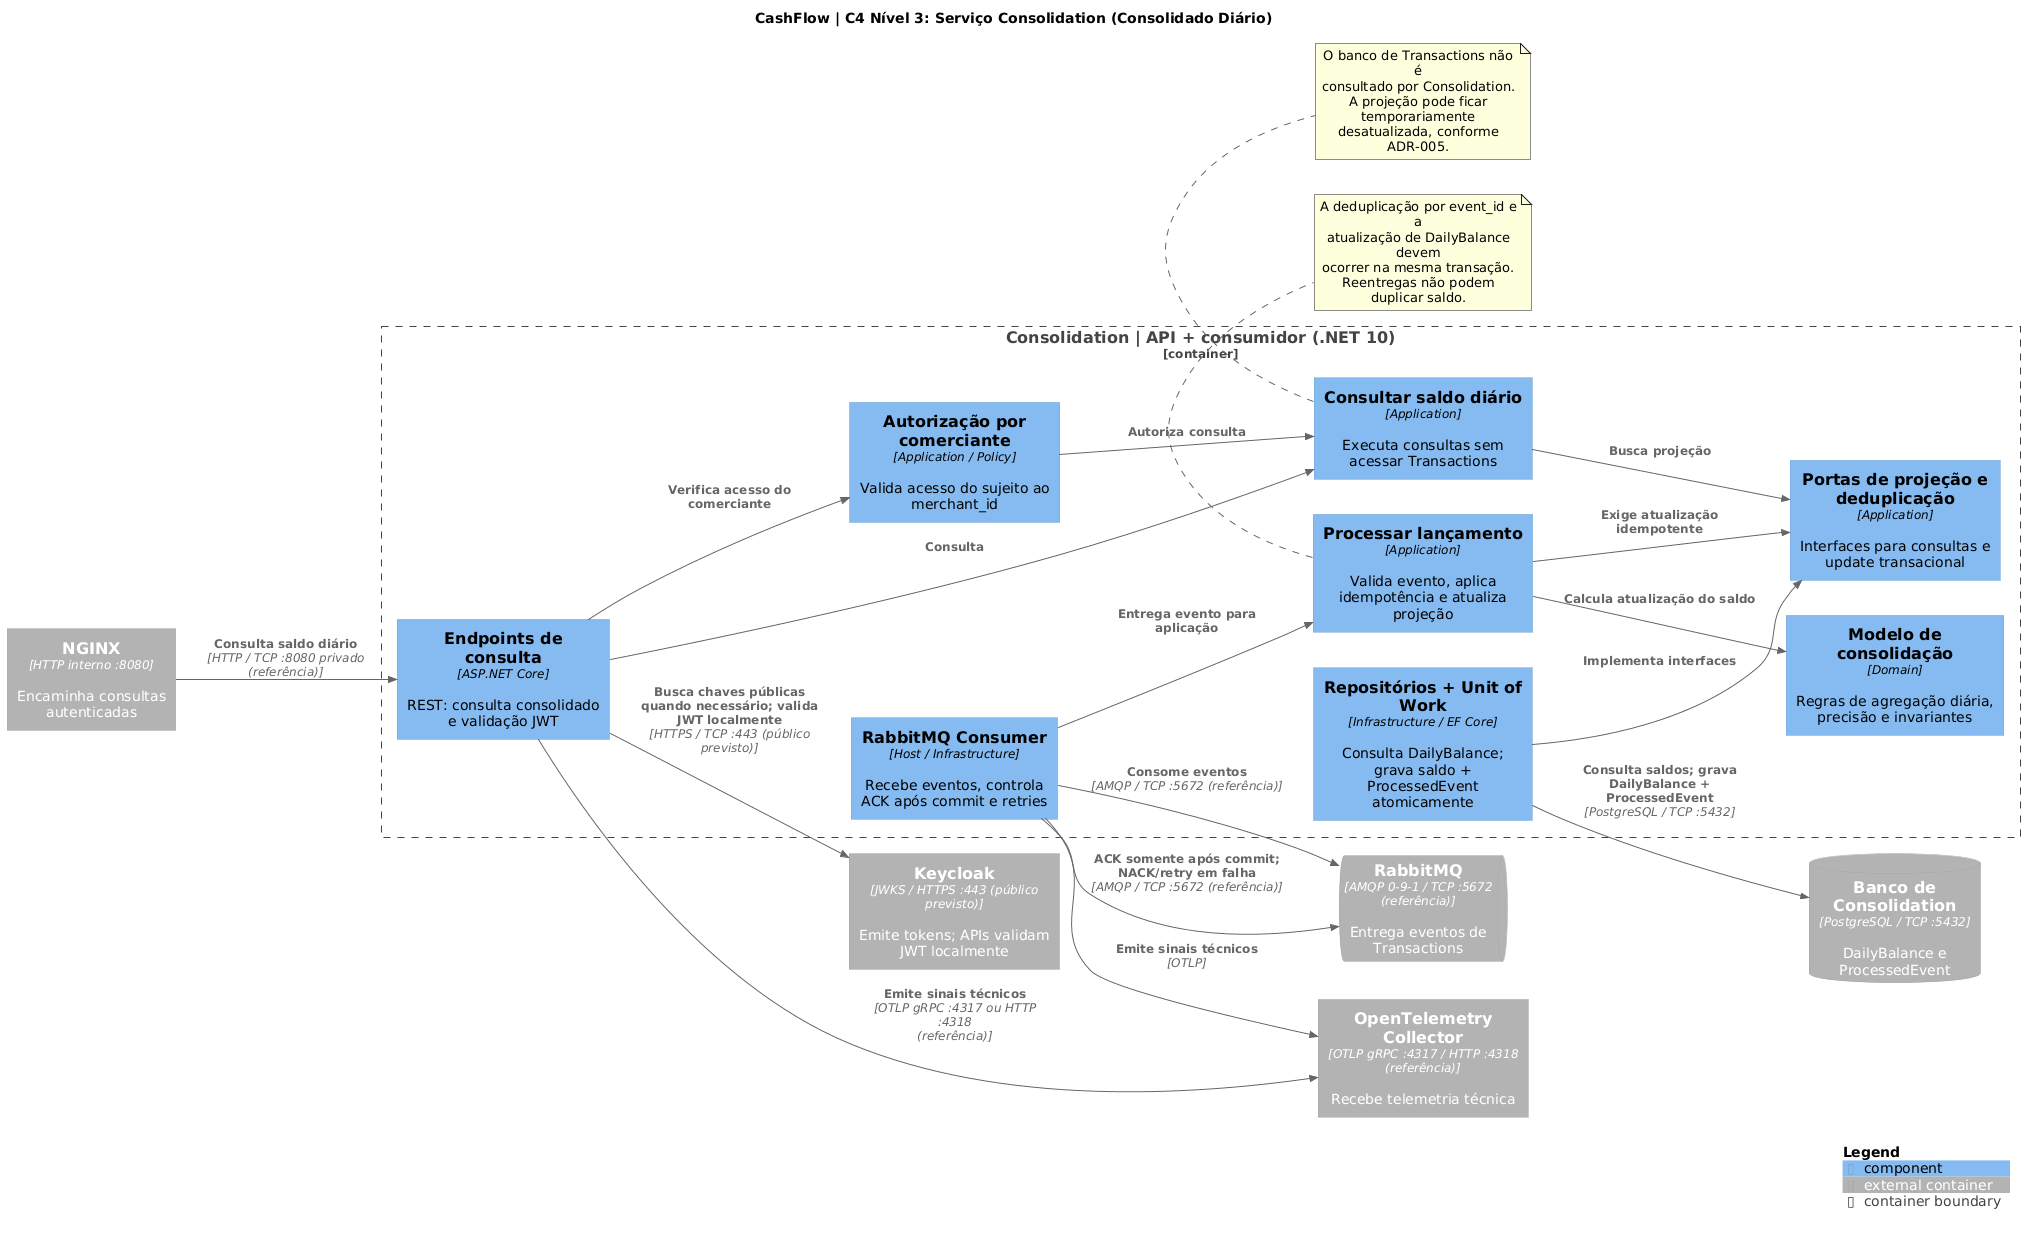 CashFlow | C4 Nível 3: Serviço Consolidation (Consolidado Diário)
O banco de Transactions não
é
consultado por Consolidation.
A projeção pode ficar
temporariamente
desatualizada, conforme
ADR-005.
A deduplicação por event_id e
a
atualização de DailyBalance
devem
ocorrer na mesma transação.
Reentregas não podem
duplicar saldo.
Consolidation | API + consumidor (.NET 10)
[container]
Consultar saldo diário
[Application]
Executa consultas sem
acessar Transactions
Autorização por
comerciante
[Application / Policy]
Valida acesso do sujeito ao
merchant_id
Autoriza consulta
Busca projeção
Portas de projeção e
deduplicação
[Application]
Interfaces para consultas e
update transacional
Verifica acesso do
comerciante
Consulta
Processar lançamento
[Application]
Valida evento, aplica
idempotência e atualiza
projeção
Exige atualização
idempotente
Calcula atualização do saldo
Entrega evento para
aplicação
NGINX
[HTTP interno :8080]
Encaminha consultas
autenticadas
Consulta saldo diário
[HTTP / TCP :8080 privado
(referência)]
Endpoints de
consulta
[ASP.NET Core]
REST: consulta consolidado
e validação JWT
Modelo de
consolidação
[Domain]
Regras de agregação diária,
precisão e invariantes
Implementa interfaces
Busca chaves públicas
quando necessário; valida
JWT localmente
[HTTPS / TCP :443 (público
previsto)]
RabbitMQ Consumer
[Host / Infrastructure]
Recebe eventos, controla
ACK após commit e retries
Repositórios + Unit of
Work
[Infrastructure / EF Core]
Consulta DailyBalance;
grava saldo +
ProcessedEvent
atomicamente
Consome eventos
[AMQP / TCP :5672 (referência)]
Consulta saldos; grava
DailyBalance +
ProcessedEvent
[PostgreSQL / TCP :5432]
ACK somente após commit;
NACK/retry em falha
[AMQP / TCP :5672 (referência)]
Keycloak
[JWKS / HTTPS :443 (público
previsto)]
Emite tokens; APIs validam
JWT localmente
RabbitMQ
[AMQP 0-9-1 / TCP :5672
(referência)]
Entrega eventos de
Transactions
Banco de
Consolidation
[PostgreSQL / TCP :5432]
DailyBalance e
ProcessedEvent
Emite sinais técnicos
[OTLP]
Emite sinais técnicos
[OTLP gRPC :4317 ou HTTP
:4318
(referência)]
OpenTelemetry
Collector
[OTLP gRPC :4317 / HTTP :4318
(referência)]
Recebe telemetria técnica
Legend
component
external container
container boundary